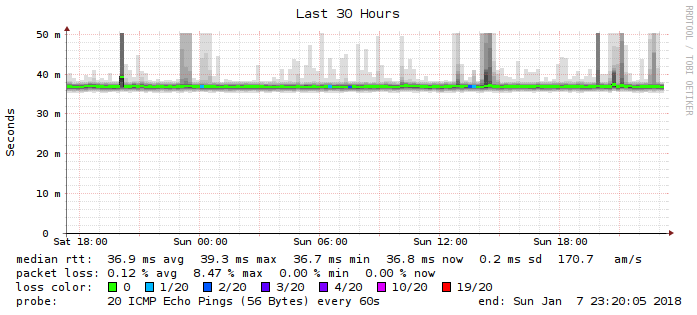 Last 30 Hours
RRDTOOL / TOBI OETIKER
Seconds
50 m
40 m
30 m
20 m
10 m
0
Sat 18:00 Sun 00:00 Sun 06:00 Sun 12:00 Sun 18:00
median rtt: 36.9 ms avg 39.3 ms max 36.7 ms min 36.8 ms now 0.2 ms sd 170.7 am/s
packet loss: 0.12 % avg 8.47 % max 0.00 % min 0.00 % now
loss color: 0 1/20 2/20 3/20 4/20 10/20 19/20
probe: 20 ICMP Echo Pings (56 Bytes) every 60s end: Sun Jan 7 23:20:05 2018